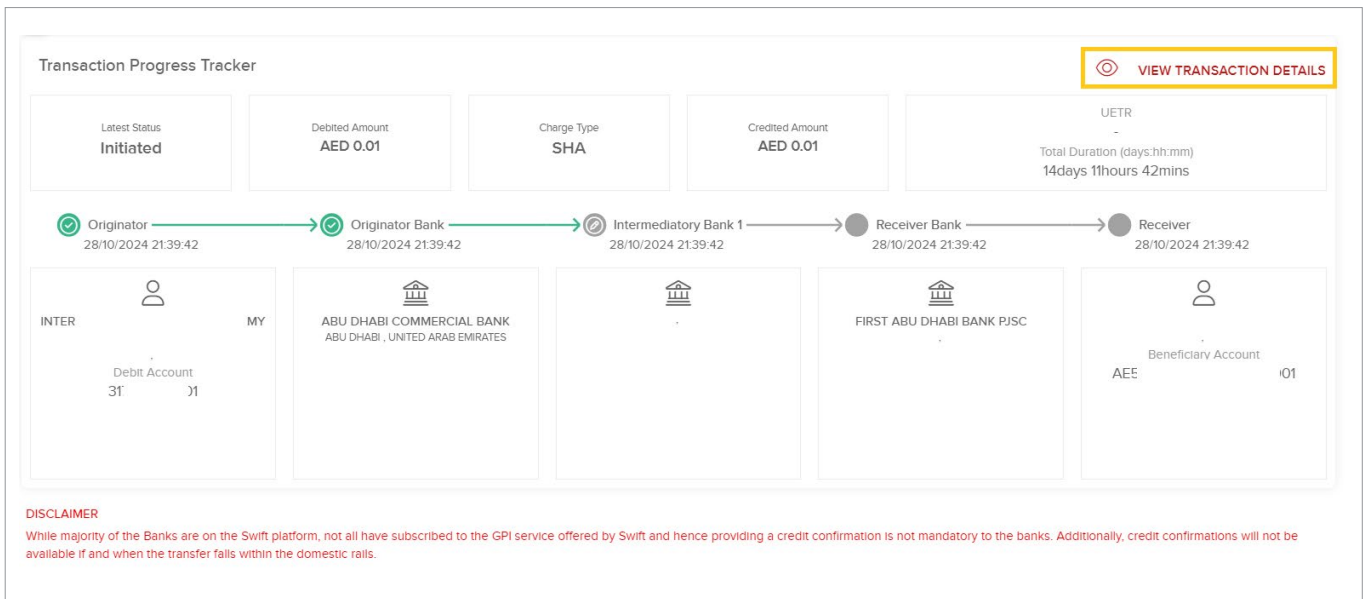 Transaction Progress Tracker
VIEW TRANSACTION DETAILS
Latest Status
Initiated
Debited Amount
AED 0.01
Charge Type
SHA
Credited Amount
AED 0.01
UETR
-
Total Duration (days:hh:mm)
14days 11hours 42mins
Originator
28/10/2024 21:39:42
Originator Bank
28/10/2024 21:39:42
Intermediatory Bank 1
28/10/2024 21:39:42
Receiver Bank
28/10/2024 21:39:42
Receiver
28/10/2024 21:39:42
INTER MY
.
Debit Account
31 01
ABU DHABI COMMERCIAL BANK
ABU DHABI , UNITED ARAB EMIRATES
.
FIRST ABU DHABI BANK PJSC
.
.
Beneficiary Account
AE5 01
DISCLAIMER
While majority of the Banks are on the Swift platform, not all have subscribed to the GPI service offered by Swift and hence providing a credit confirmation is not mandatory to the banks. Additionally, credit confirmations will not be
available if and when the transfer falls within the domestic rails.